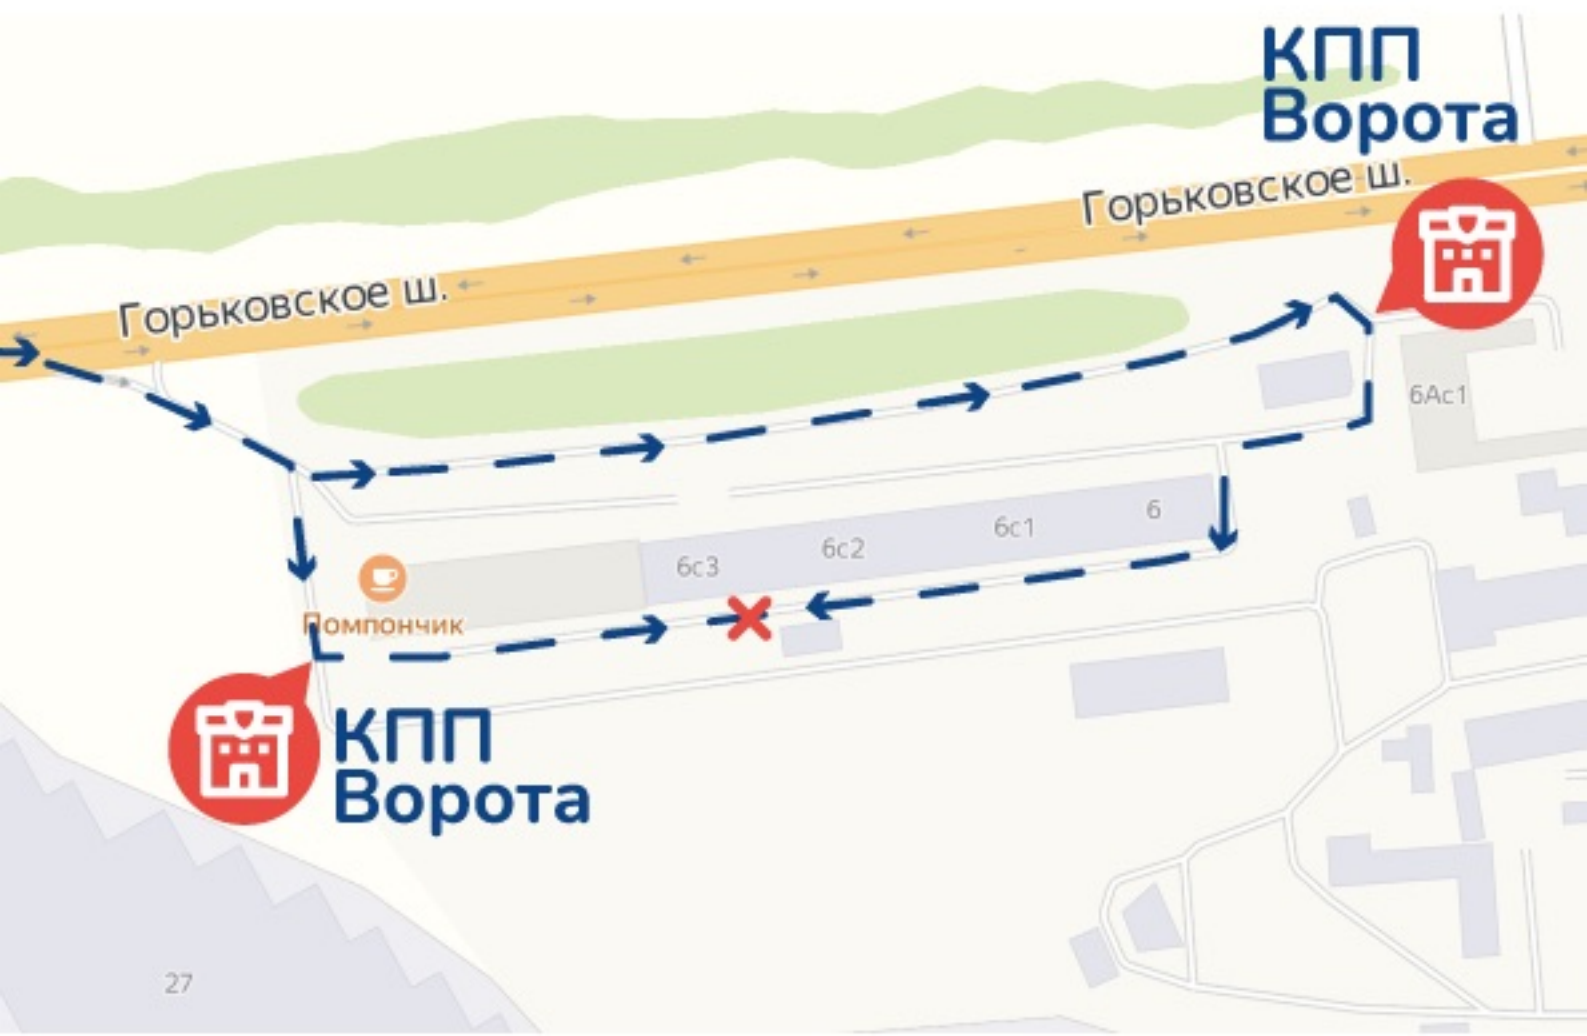 КПП
Ворота
Горьковское ш.
Горьковское ш.
6Ас1
6
6с1
6с2
6с3
Помпончик
КПП
Ворота
27